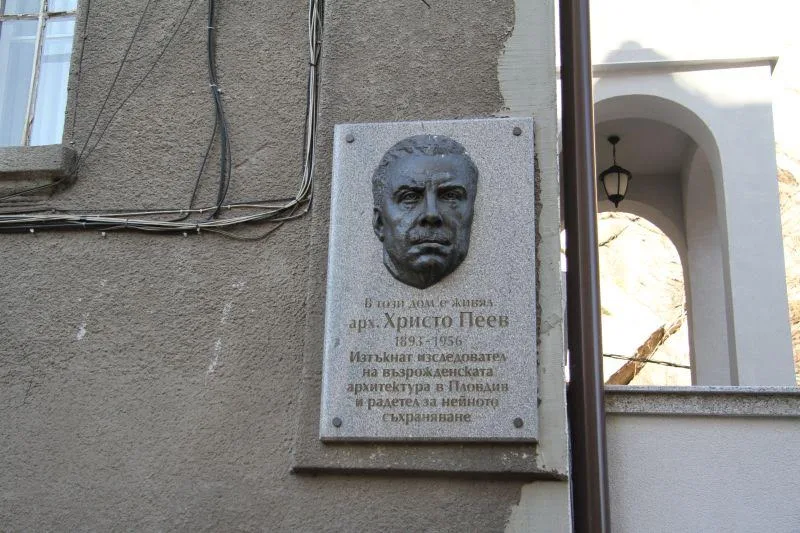 В този дом е живял
арх. Христо Пеев
1893 - 1956
Изтъкнат изследовател
на възрожденската
архитектура в Пловдив
и радетел за нейното
съхраняване